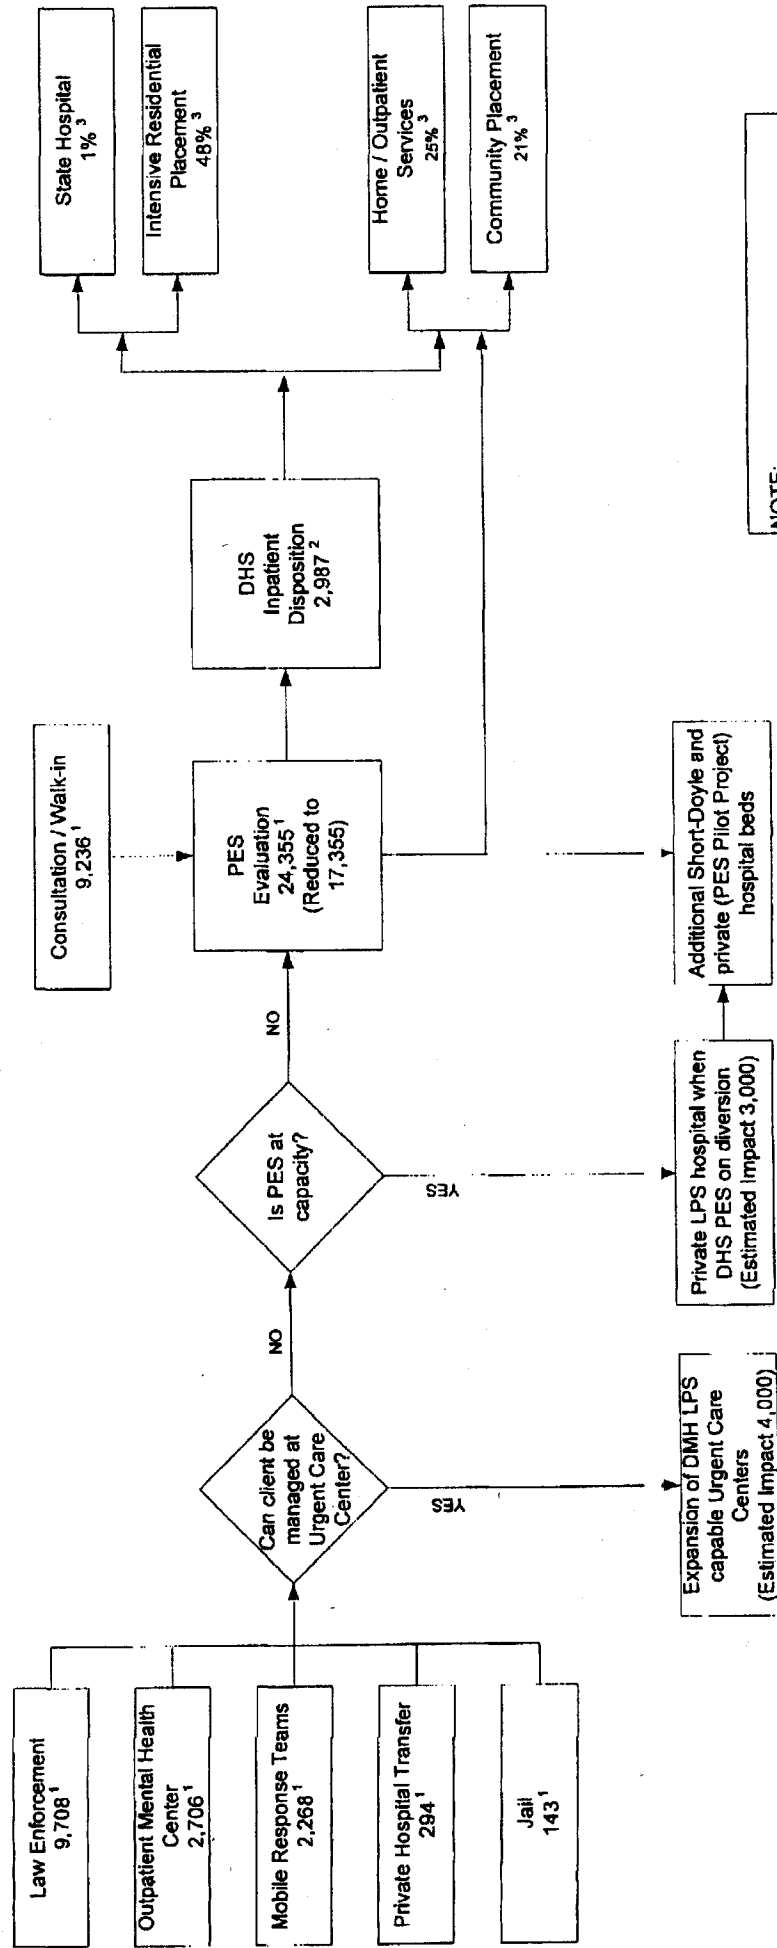 Law Enforcement
9,708 ¹
Outpatient Mental Health
Center
2,706 ¹
Mobile Response Teams
2,268 ¹
Private Hospital Transfer
294 ¹
Jail
143 ¹
Can client be
managed at
Urgent Care
Center?
NO
YES
Expansion of DMH LPS
capable Urgent Care
Centers
(Estimated Impact 4,000)
Is PES at
capacity?
NO
YES
Private LPS hospital when
DHS PES on diversion
(Estimated Impact 3,000)
Consultation / Walk-in
9,236 ¹
PES
Evaluation
24,355 ¹
(Reduced to
17,355)
Additional Short-Doyle and
private (PES Pilot Project)
hospital beds
DHS
Inpatient
Disposition
2,987 ²
State Hospital
1% ³
Intensive Residential
Placement
48% ³
Home / Outpatient
Services
25% ³
Community Placement
21% ³
NOTE: